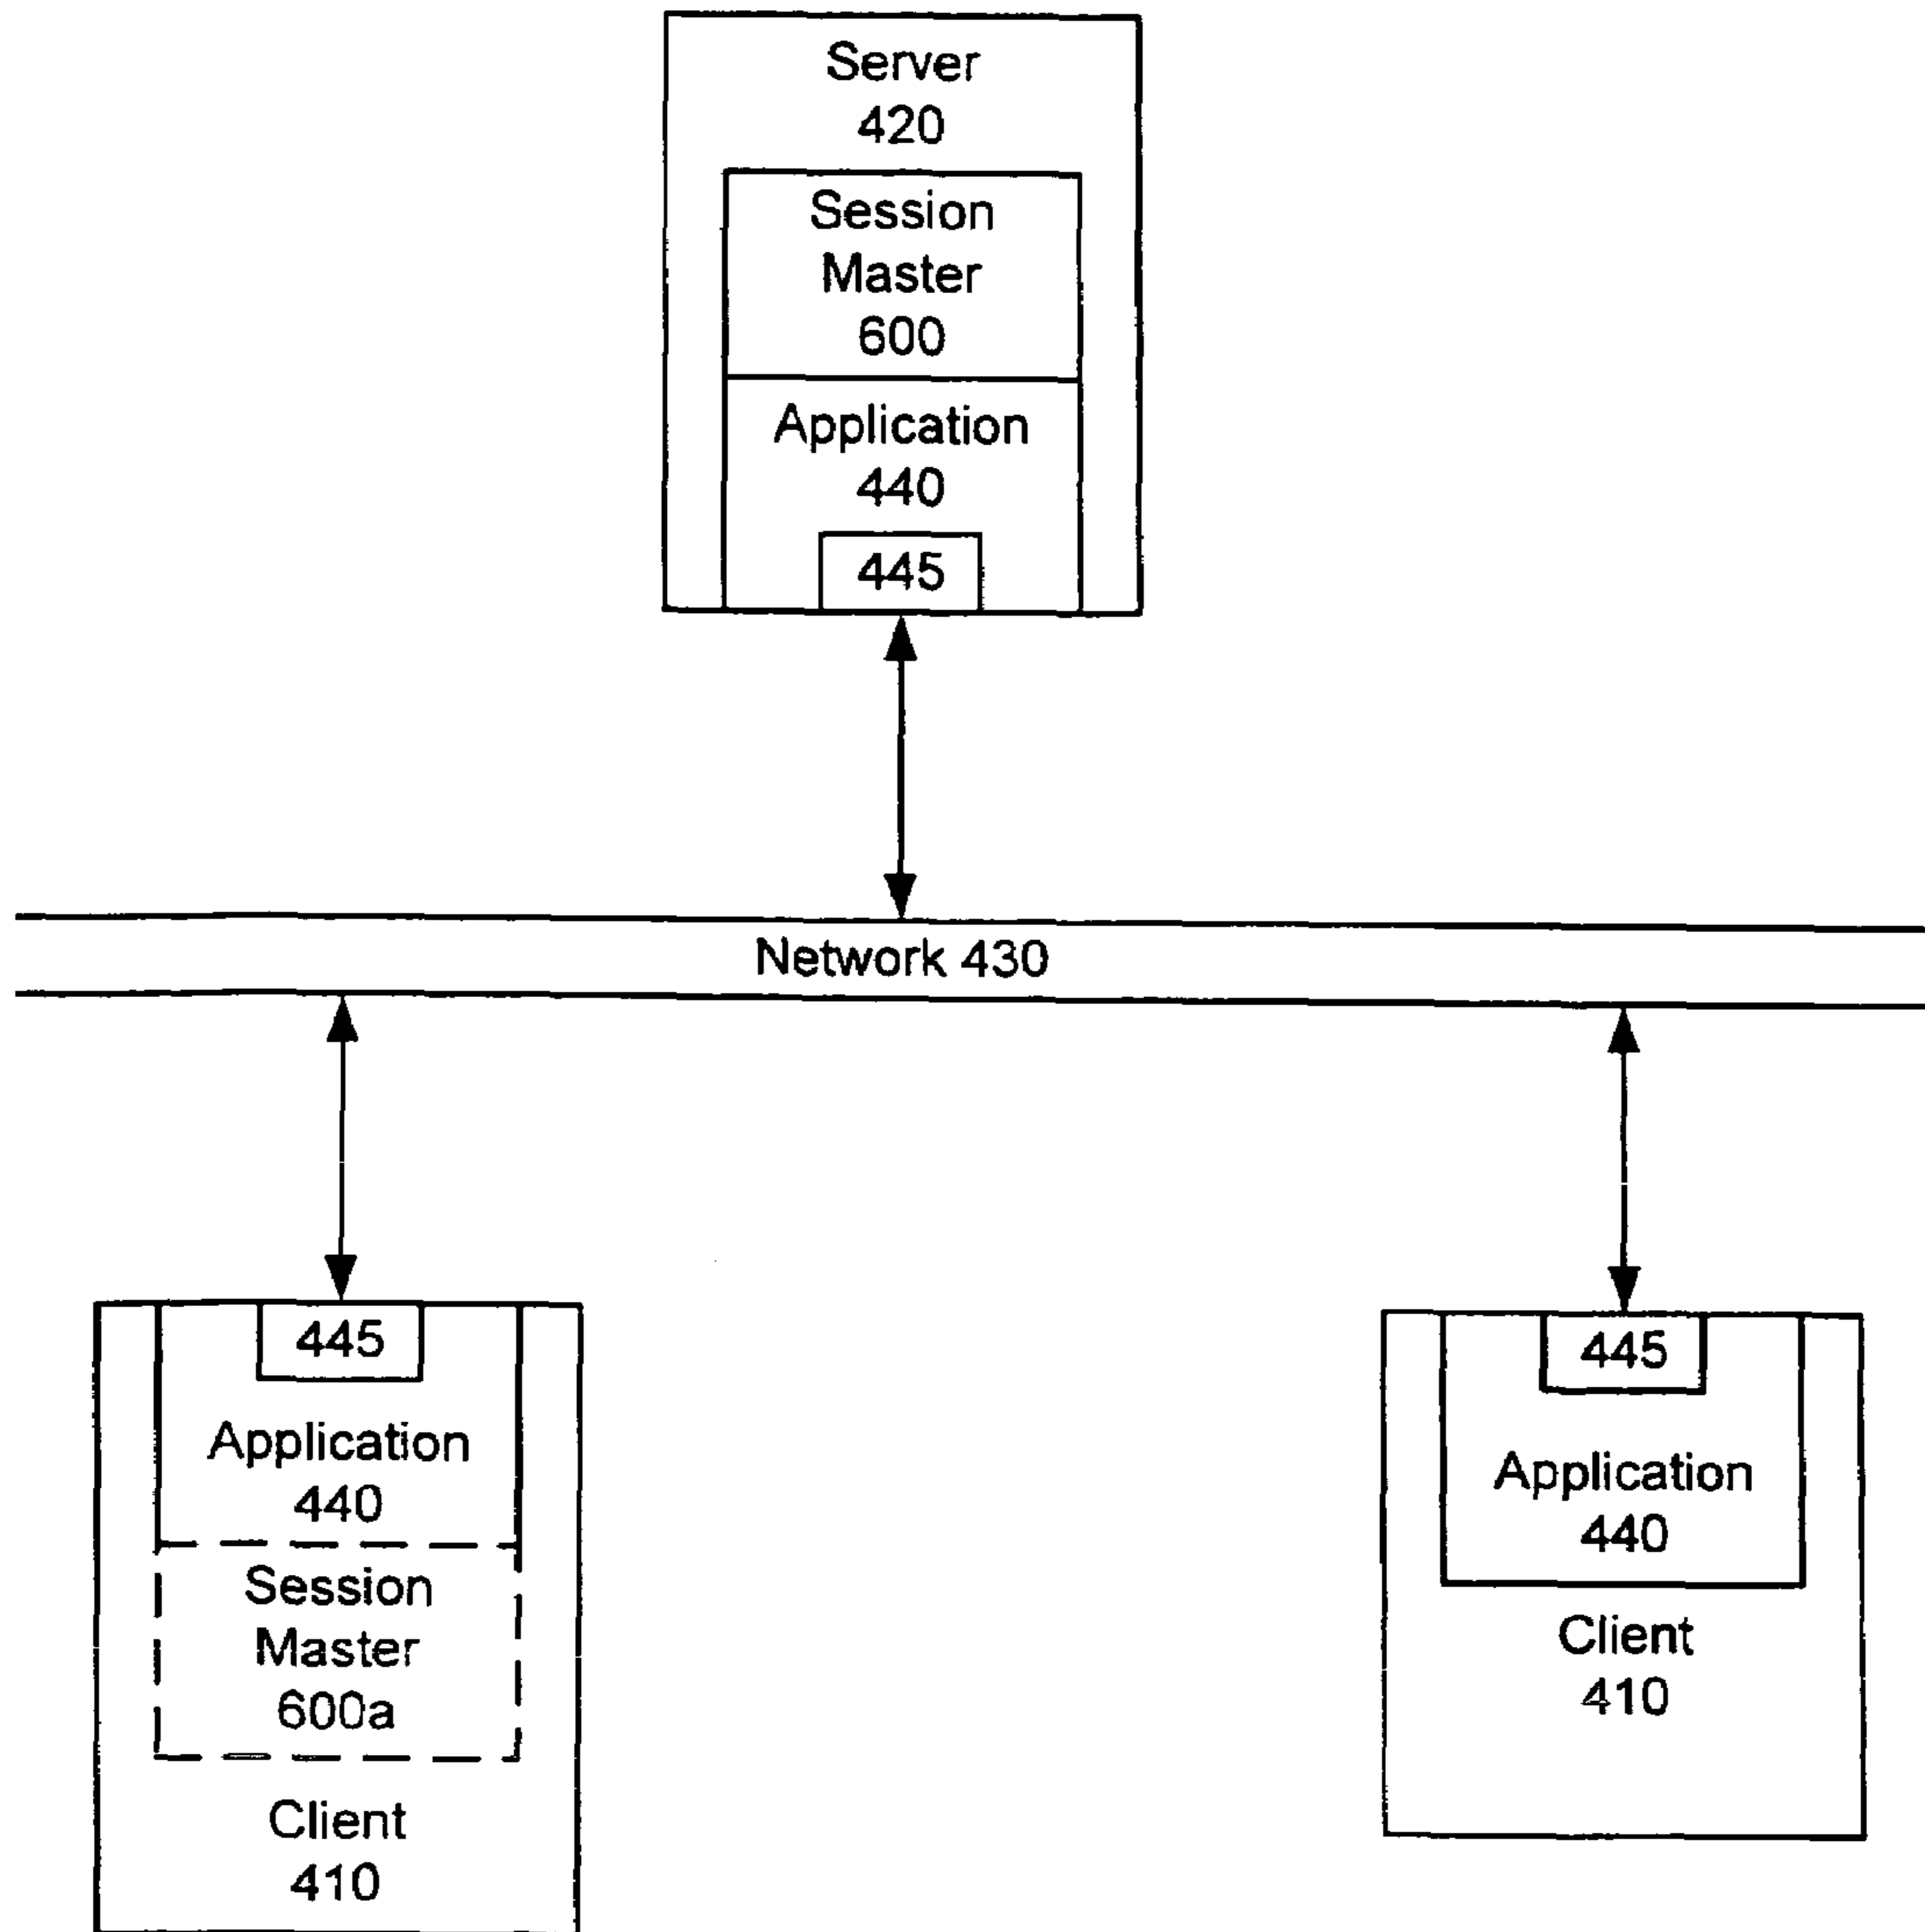 Server
420
Session
Master
600
Application
440
445
Network 430
445
Application
440
Session
Master
600a
Client
410
445
Application
440
Client
410